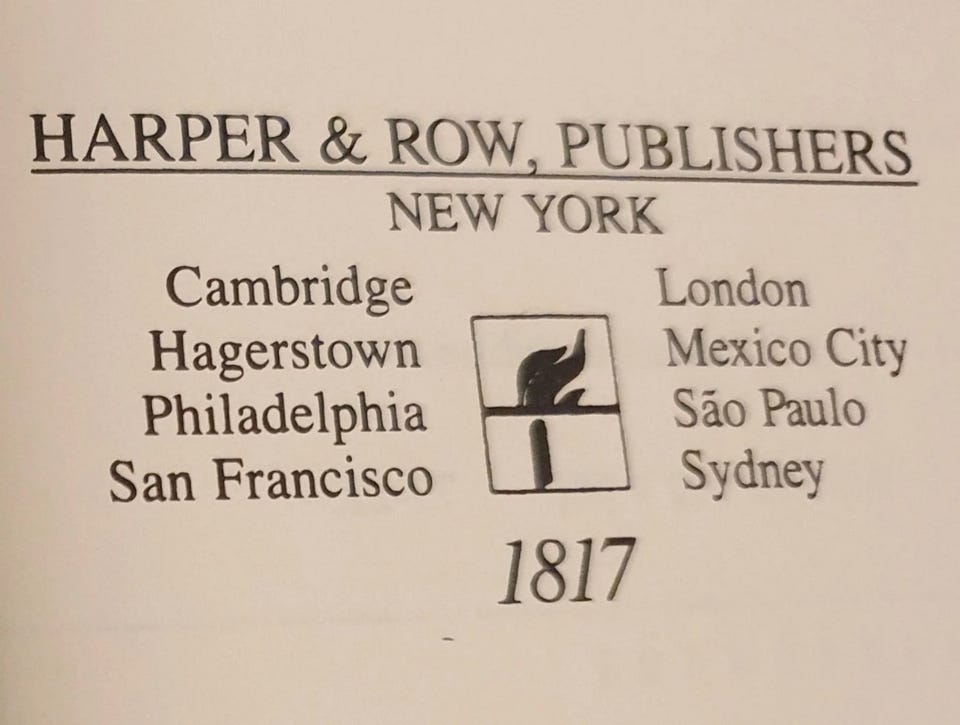 HARPER & ROW, PUBLISHERS
NEW YORK
Cambridge
Hagerstown
Philadelphia
San Francisco
London
Mexico City
São Paulo
Sydney
1817